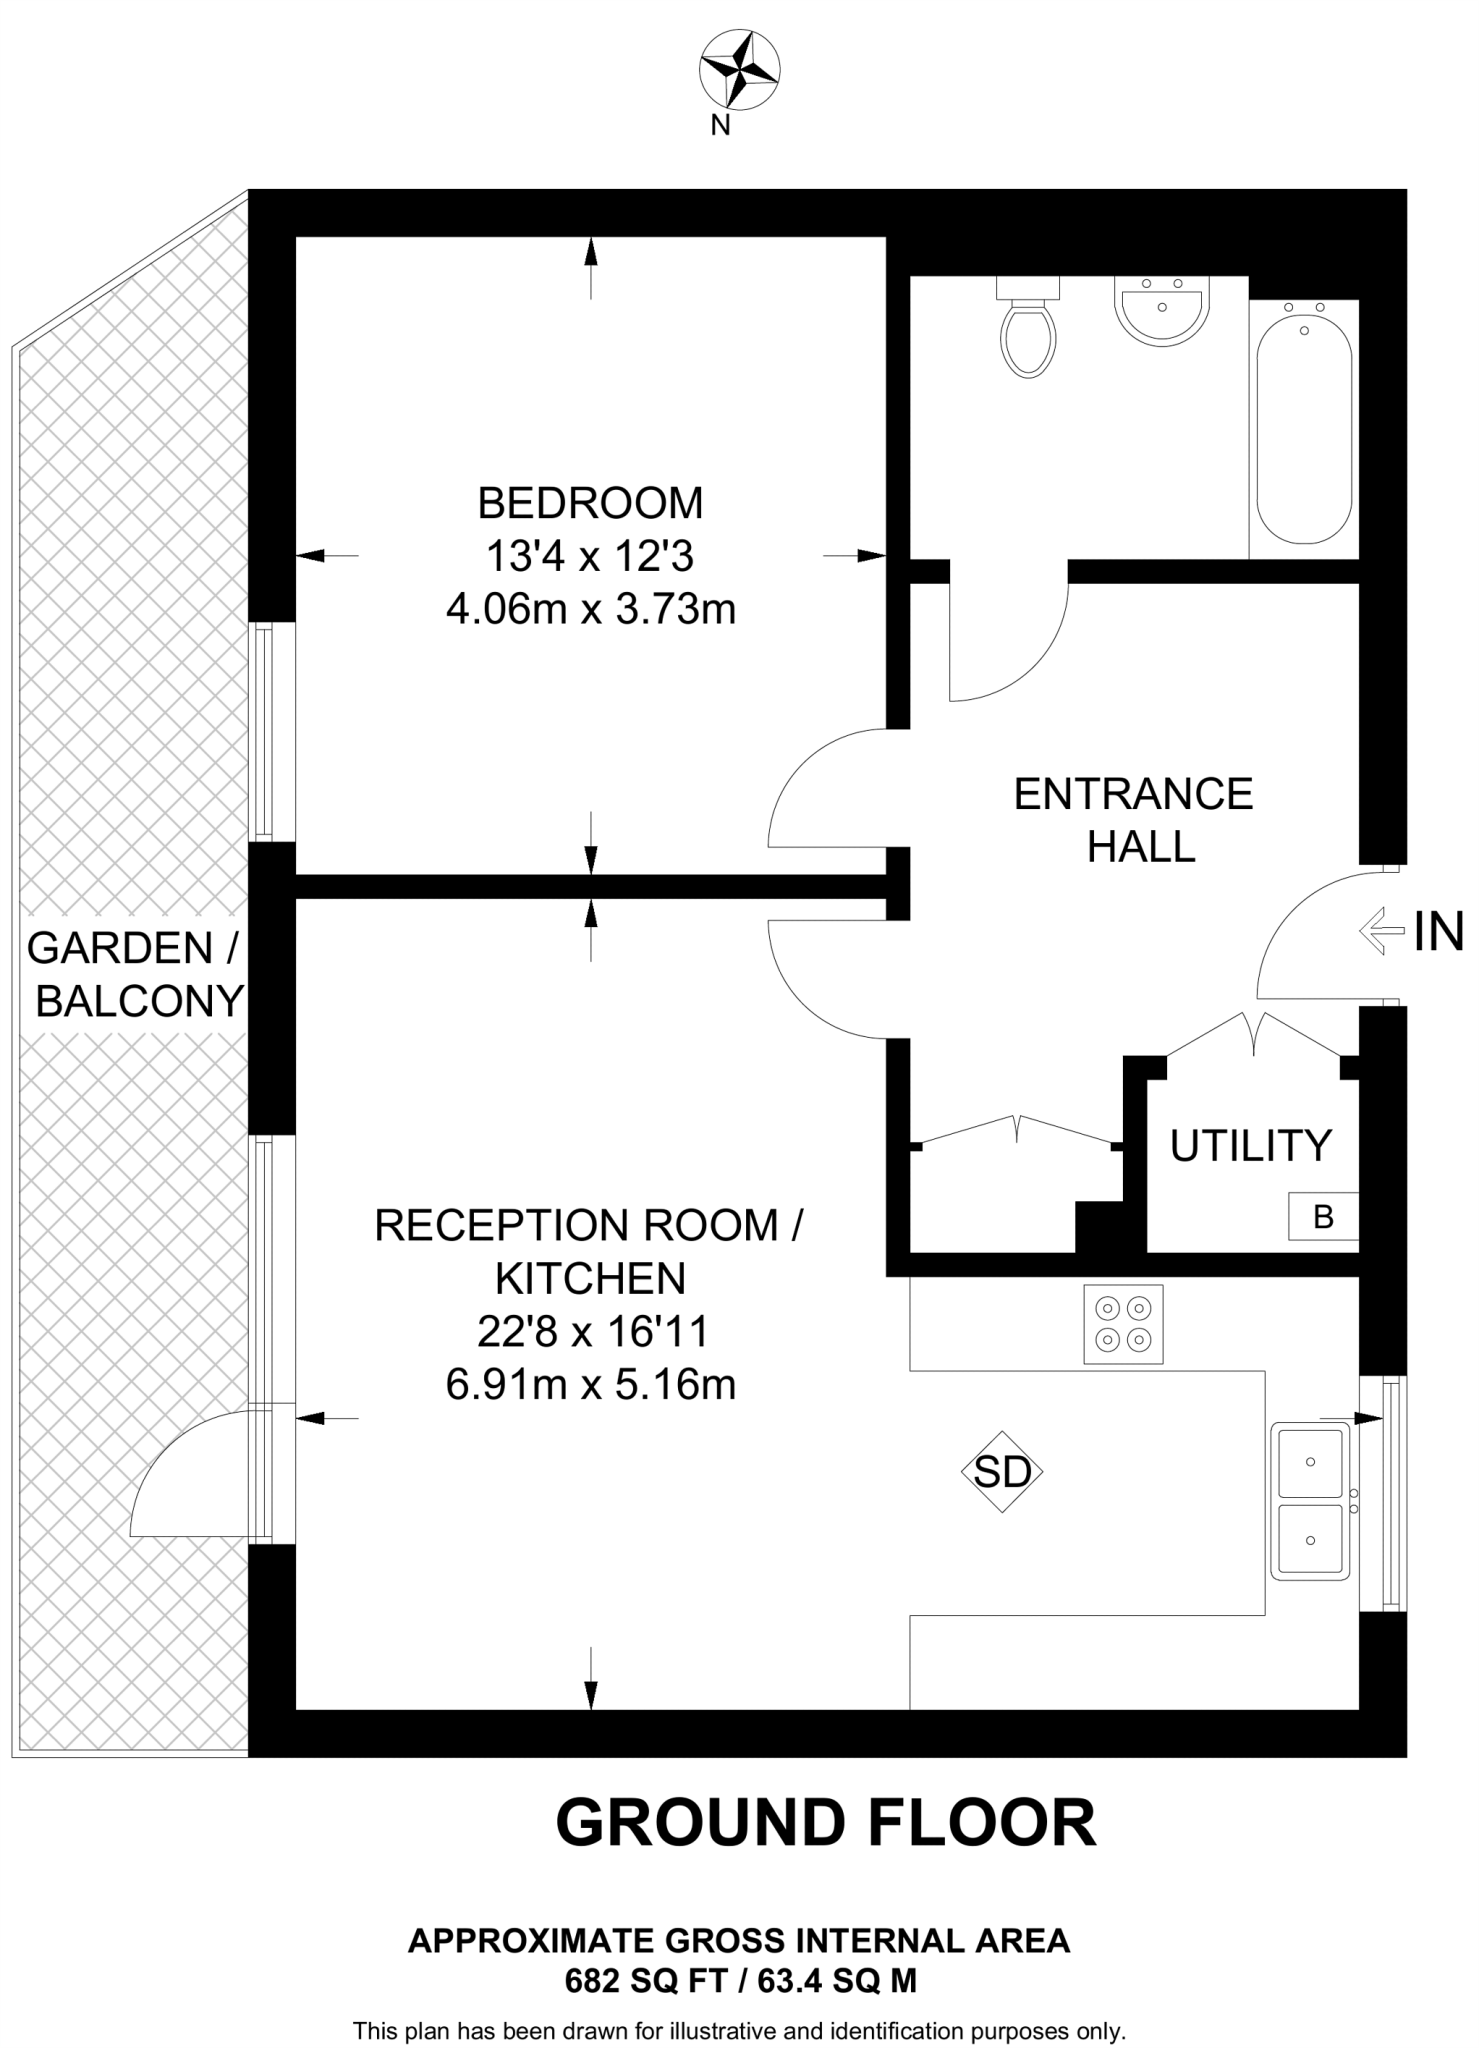 N
BEDROOM
13'4 x 12'3
4.06m x 3.73m
ENTRANCE
HALL
IN
GARDEN /
BALCONY
UTILITY
B
RECEPTION ROOM /
KITCHEN
22'8 x 16'11
6.91m x 5.16m
SD
GROUND FLOOR
APPROXIMATE GROSS INTERNAL AREA
682 SQ FT / 63.4 SQ M
This plan has been drawn for illustrative and identification purposes only.